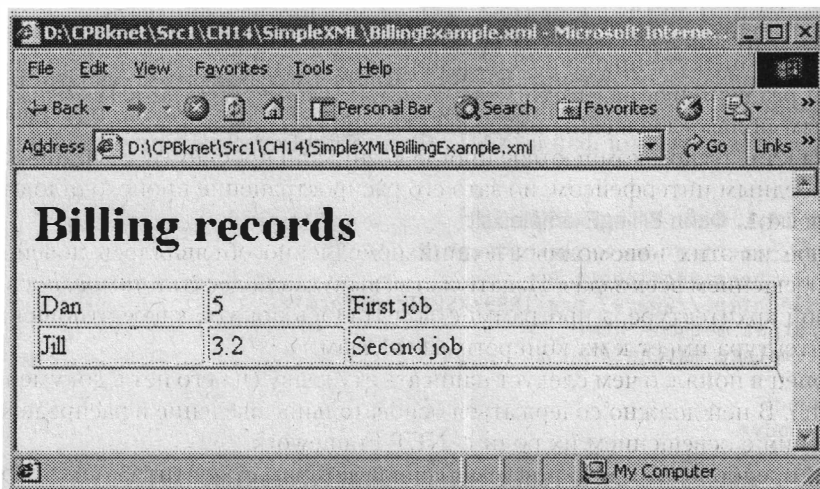 D:\CPBknet\Src1\CH14\SimpleXML\BillingExample.xml - Microsoft Interne...
File Edit View Favorites Tools Help
Back Personal Bar Search Favorites »
Address D:\CPBknet\Src1\CH14\SimpleXML\BillingExample.xml Go Links »
Billing records
Dan 5 First job
Jill 3.2 Second job
My Computer